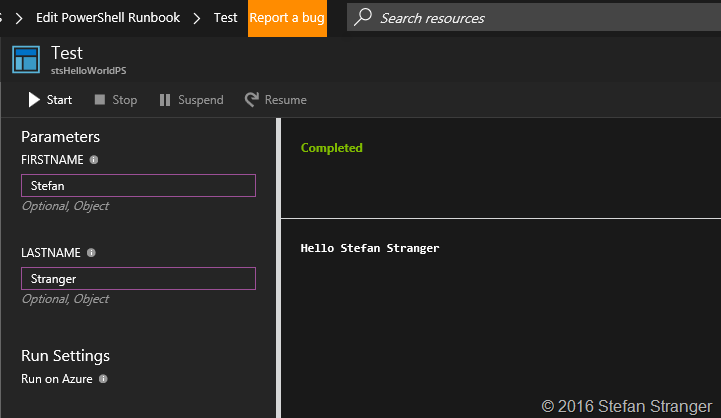 S > Edit PowerShell Runbook > Test Report a bug Search resources
Test
stsHelloWorldPS
Start Stop Suspend Resume
Parameters
FIRSTNAME
Stefan
Optional, Object
LASTNAME
Stranger
Optional, Object
Run Settings
Run on Azure
Completed
Hello Stefan Stranger
© 2016 Stefan Stranger